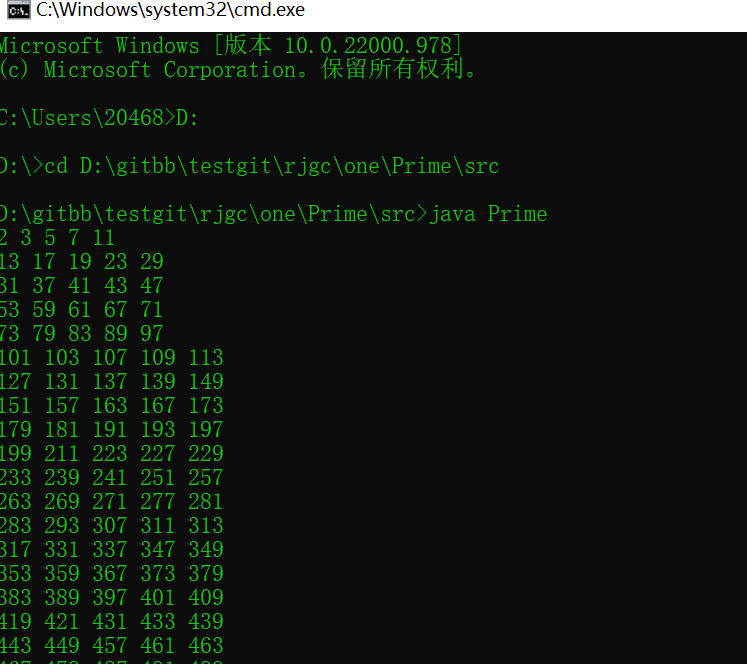 C:\Windows\system32\cmd.exe
Microsoft Windows [版本 10.0.22000.978]
(c) Microsoft Corporation。保留所有权利。
C:\Users\20468>D:
D:\>cd D:\gitbb\testgit\rjgc\one\Prime\src
D:\gitbb\testgit\rjgc\one\Prime\src>java Prime
2 3 5 7 11
13 17 19 23 29
31 37 41 43 47
53 59 61 67 71
73 79 83 89 97
101 103 107 109 113
127 131 137 139 149
151 157 163 167 173
179 181 191 193 197
199 211 223 227 229
233 239 241 251 257
263 269 271 277 281
283 293 307 311 313
317 331 337 347 349
353 359 367 373 379
383 389 397 401 409
419 421 431 433 439
443 449 457 461 463